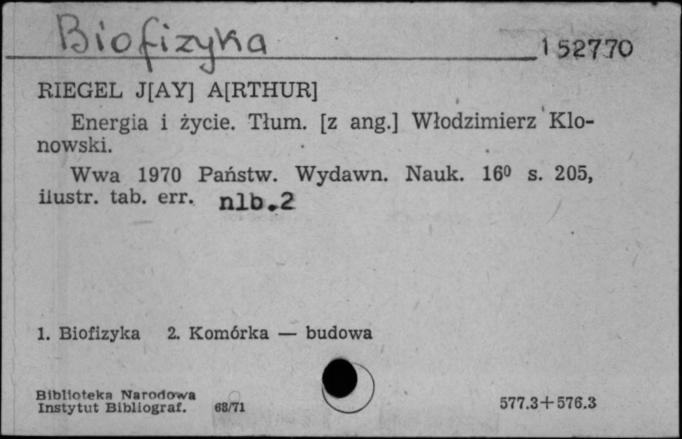 Biofizyka
152770
RIEGEL J[AY] A[RTHUR]
Energia i życie. Tłum. [z ang.] Włodzimierz Klo-
nowski.
Wwa 1970 Państw. Wydawn. Nauk. 16⁰ s. 205,
ilustr. tab. err. nlb.2
1. Biofizyka 2. Komórka — budowa
Biblioteka Narodowa
Instytut Bibliograf. 68/71
577.3+576.3